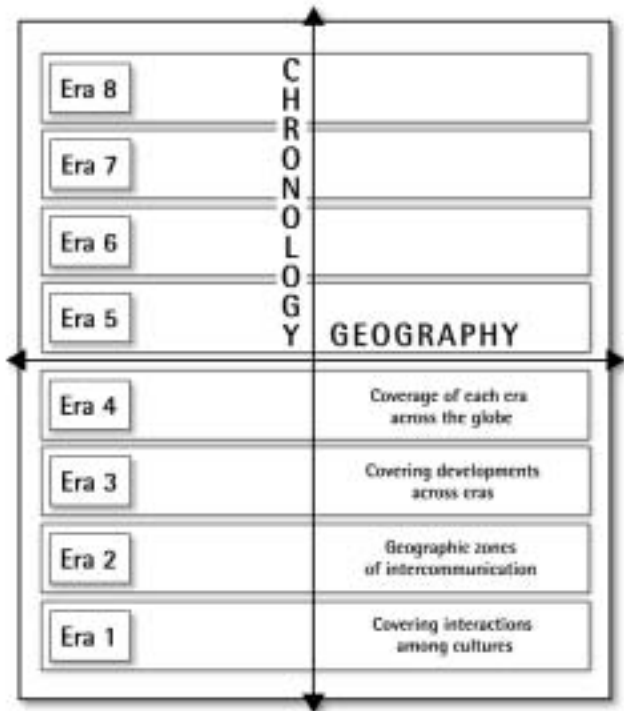 Era 8
Era 7
Era 6
Era 5
CHRONOLOGY
GEOGRAPHY
Era 4
Coverage of each era
across the globe
Era 3
Covering developments
across eras
Era 2
Geographic zones
of intercommunication
Era 1
Covering interactions
among cultures